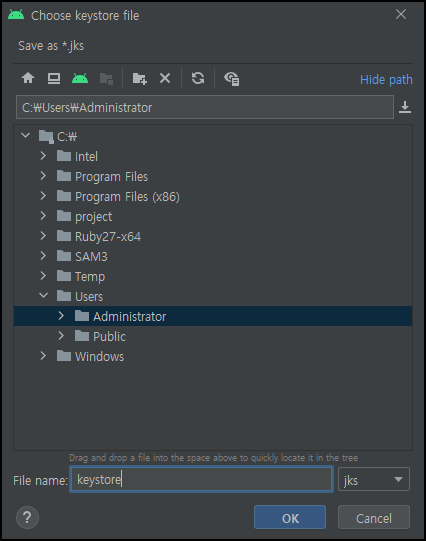 Choose keystore file
Save as *.jks
Hide path
C:₩Users₩Administrator
C:₩
Intel
Program Files
Program Files (x86)
project
Ruby27-x64
SAM3
Temp
Users
Administrator
Public
Windows
Drag and drop a file into the space above to quickly locate it in the tree
File name: keystore jks
? OK Cancel